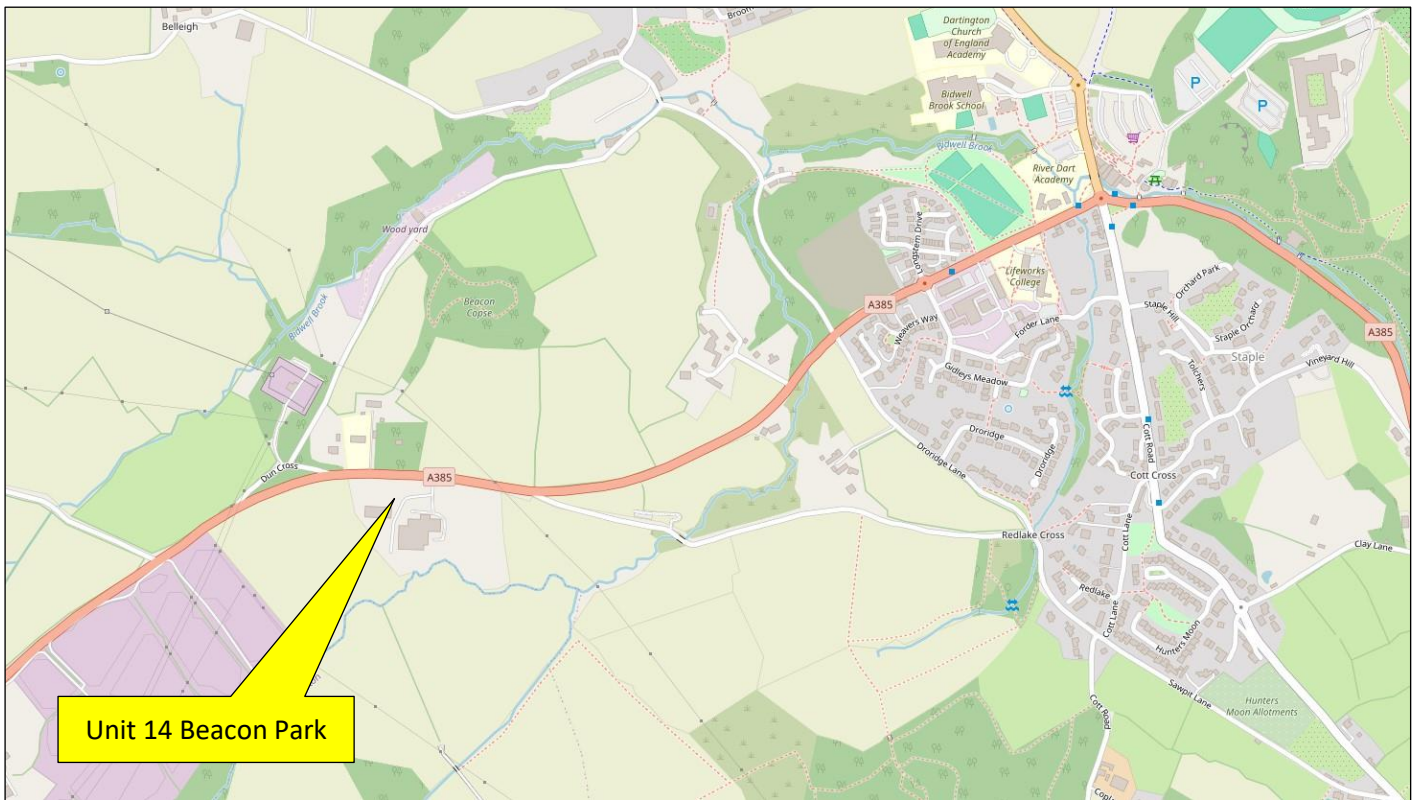 Belleigh
Broom
Dartington
Church
of England
Academy
Bidwell
Brook School
P
P
Bidwell Brook
River Dart
Academy
Wood yard
Longstem Drive
Lifeworks
College
Orchard Park
Beacon
Copse
A385
Staple Hill
Staple Orchard
A385
Bidwell Brook
Weavers Way
Forder Lane
Staple
Tolchers
Vineyard Hill
Gidleys Meadow
Droridge
Droridge
Droridge Lane
Cott Road
Dun Cross
A385
Cott Cross
Redlake Cross
Cott Lane
Clay Lane
Redlake
Cott Lane
Hunters Moon
Sawpit Lane
Hunters
Moon Allotments
Cott Road
Unit 14 Beacon Park